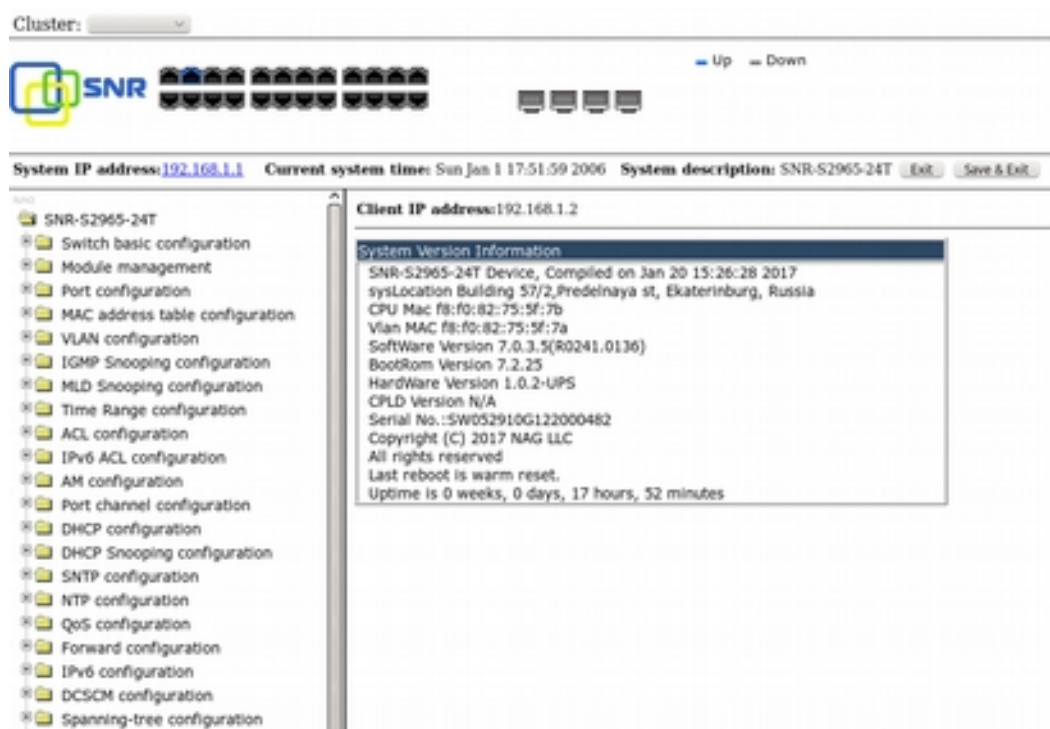 Cluster:
Up Down
SNR
System IP address:192.168.1.1 Current system time: Sun Jan 1 17:51:59 2006 System description: SNR-S2965-24T Exit Save & Exit
NAG
SNR-S2965-24T
Switch basic configuration
Module management
Port configuration
MAC address table configuration
VLAN configuration
IGMP Snooping configuration
MLD Snooping configuration
Time Range configuration
ACL configuration
IPv6 ACL configuration
AM configuration
Port channel configuration
DHCP configuration
DHCP Snooping configuration
SNTP configuration
NTP configuration
QoS configuration
Forward configuration
IPv6 configuration
DCSCM configuration
Spanning-tree configuration
Client IP address:192.168.1.2
System Version Information
SNR-S2965-24T Device, Compiled on Jan 20 15:26:28 2017
sysLocation Building 57/2,Predelnaya st, Ekaterinburg, Russia
CPU Mac f8:f0:82:75:5f:7b
Vlan MAC f8:f0:82:75:5f:7a
SoftWare Version 7.0.3.5(R0241.0136)
BootRom Version 7.2.25
HardWare Version 1.0.2-UPS
CPLD Version N/A
Serial No.:SW052910G122000482
Copyright (C) 2017 NAG LLC
All rights reserved
Last reboot is warm reset.
Uptime is 0 weeks, 0 days, 17 hours, 52 minutes